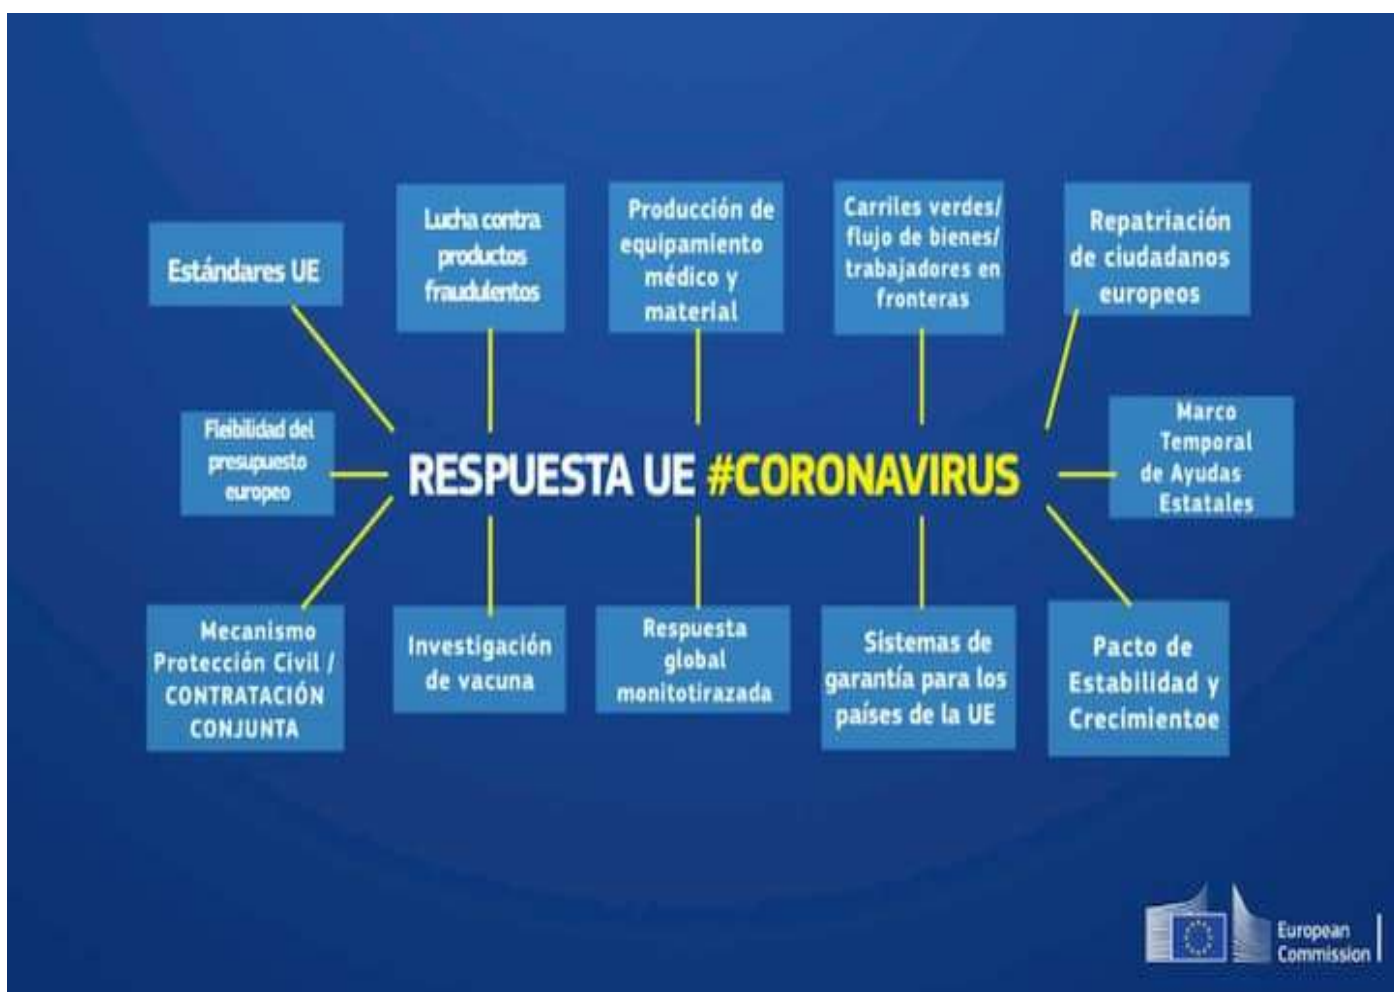 Estándares UE
Lucha contra
productos
fraudulentos
Producción de
equipamiento
médico y
material
Carriles verdes/
flujo de bienes/
trabajadores en
fronteras
Repatriación
de ciudadanos
europeos
Fleibilidad del
presupuesto
europeo
RESPUESTA UE #CORONAVIRUS
Marco
Temporal
de Ayudas
Estatales
Mecanismo
Protección Civil /
CONTRATACIÓN
CONJUNTA
Investigación
de vacuna
Respuesta
global
monitotirazada
Sistemas de
garantía para los
países de la UE
Pacto de
Estabilidad y
Crecimientoe
European
Commission